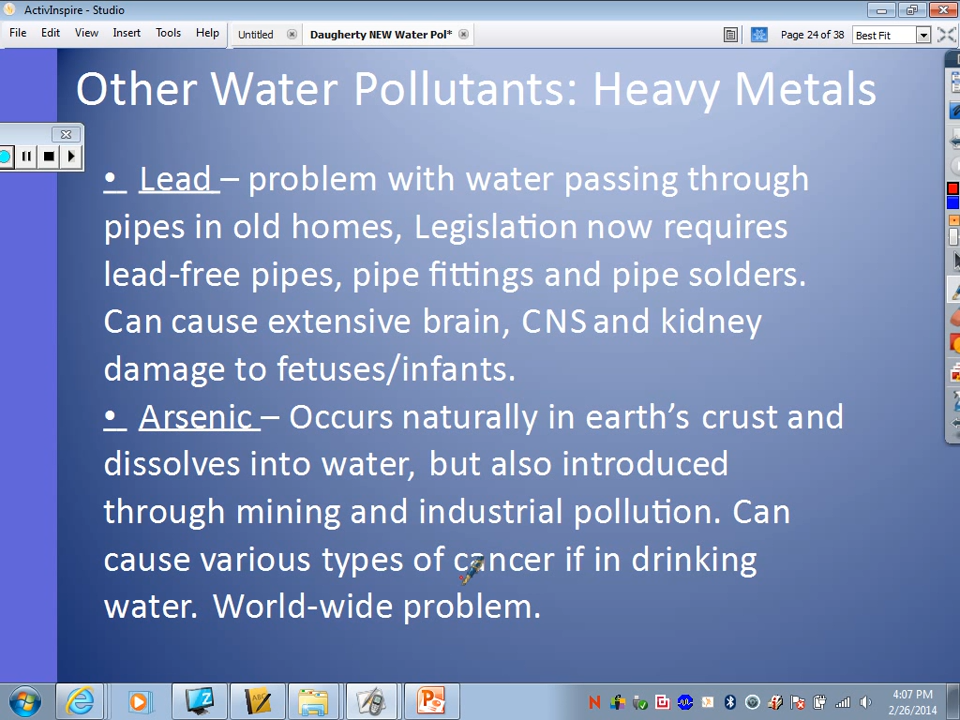 ActivInspire - Studio
File Edit View Insert Tools Help Untitled Daugherty NEW Water Pol* Page 24 of 38 Best Fit
Other Water Pollutants: Heavy Metals
• Lead – problem with water passing through
pipes in old homes, Legislation now requires
lead-free pipes, pipe fittings and pipe solders.
Can cause extensive brain, CNS and kidney
damage to fetuses/infants.
• Arsenic – Occurs naturally in earth's crust and
dissolves into water, but also introduced
through mining and industrial pollution. Can
cause various types of cancer if in drinking
water. World-wide problem.
4:07 PM
2/26/2014